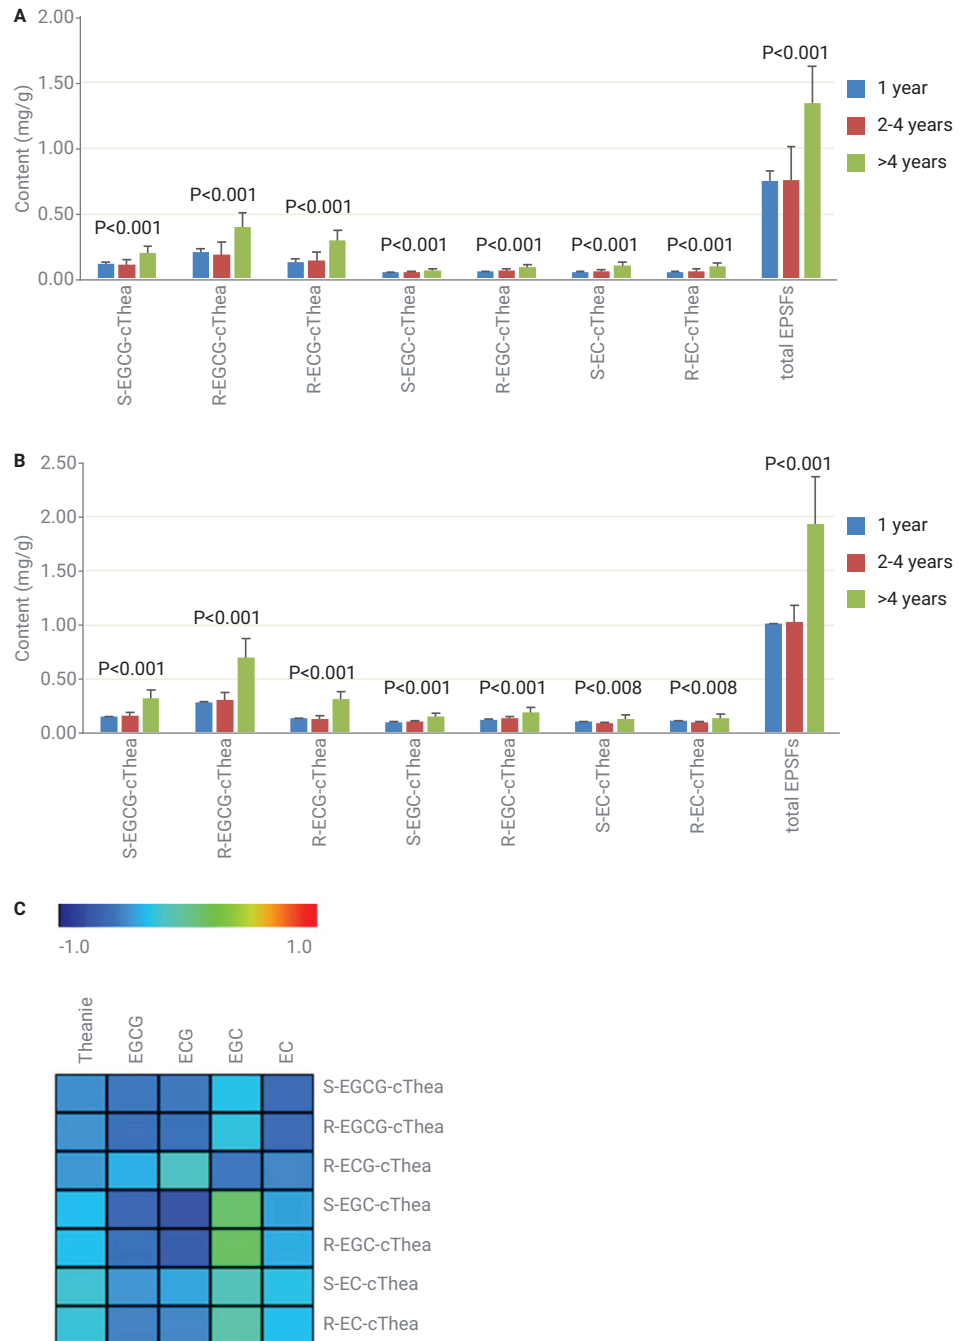 A
2.00
1.50
1.00
0.50
0.00
Content (mg/g)
P<0.001
P<0.001
P<0.001
P<0.001
P<0.001
P<0.001
P<0.001
P<0.001
S-EGCG-cThea
R-EGCG-cThea
R-ECG-cThea
S-EGC-cThea
R-EGC-cThea
S-EC-cThea
R-EC-cThea
total EPSFs
1 year
2-4 years
>4 years
B
2.50
2.00
1.50
1.00
0.50
0.00
Content (mg/g)
P<0.001
P<0.001
P<0.001
P<0.001
P<0.001
P<0.008
P<0.008
P<0.001
S-EGCG-cThea
R-EGCG-cThea
R-ECG-cThea
S-EGC-cThea
R-EGC-cThea
S-EC-cThea
R-EC-cThea
total EPSFs
1 year
2-4 years
>4 years
C
-1.0 1.0
Theanie
EGCG
ECG
EGC
EC
S-EGCG-cThea
R-EGCG-cThea
R-ECG-cThea
S-EGC-cThea
R-EGC-cThea
S-EC-cThea
R-EC-cThea